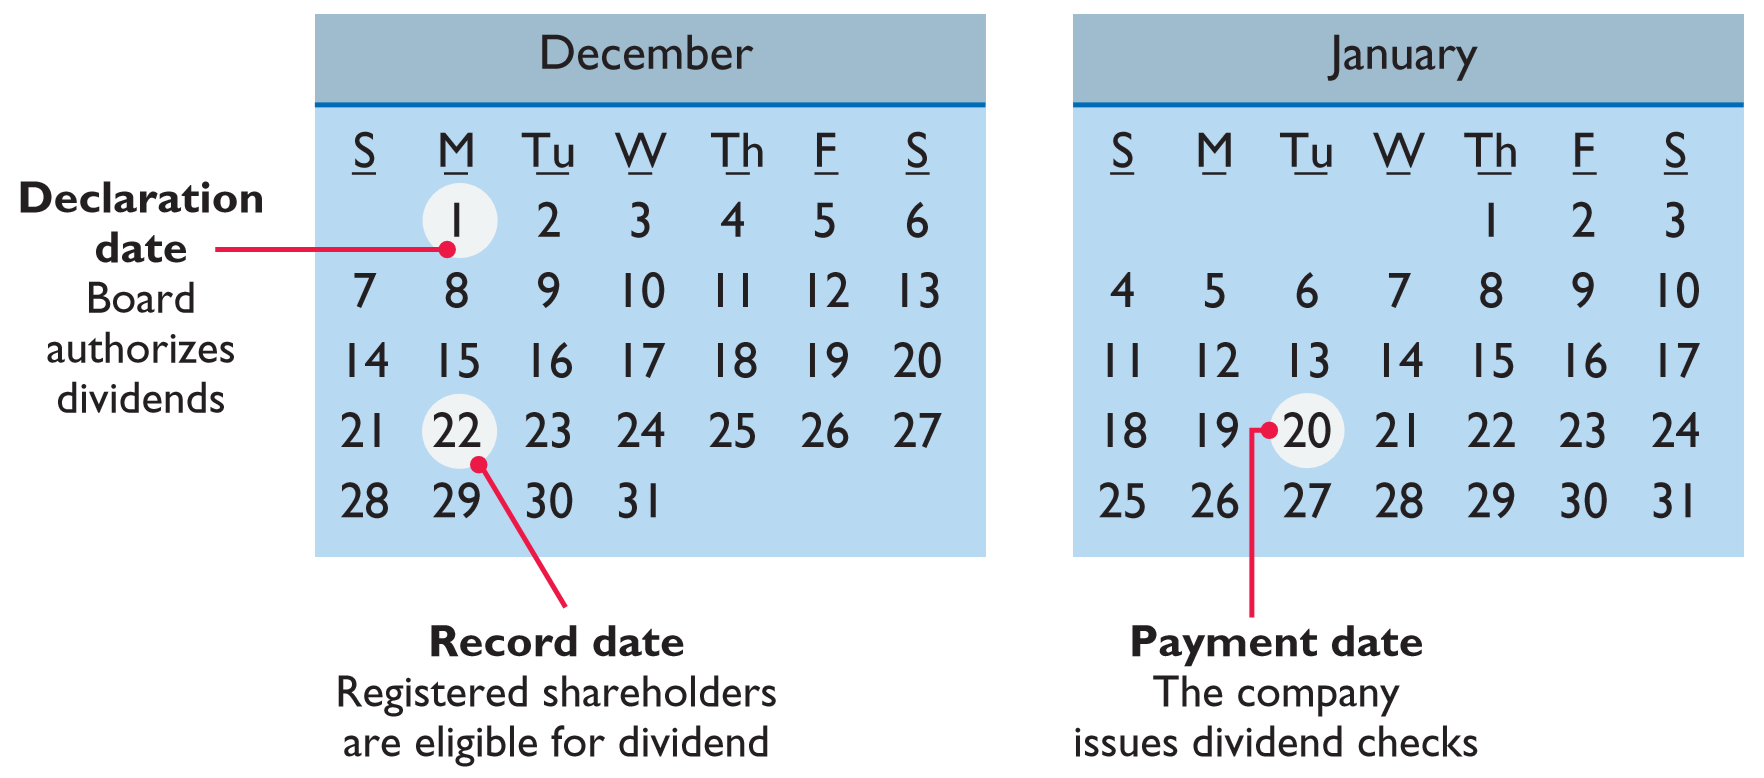 December
S M Tu W Th F S
1 2 3 4 5 6
7 8 9 10 11 12 13
14 15 16 17 18 19 20
21 22 23 24 25 26 27
28 29 30 31
January
S M Tu W Th F S
1 2 3
4 5 6 7 8 9 10
11 12 13 14 15 16 17
18 19 20 21 22 23 24
25 26 27 28 29 30 31
Declaration
date
Board
authorizes
dividends
Record date
Registered shareholders
are eligible for dividend
Payment date
The company
issues dividend checks